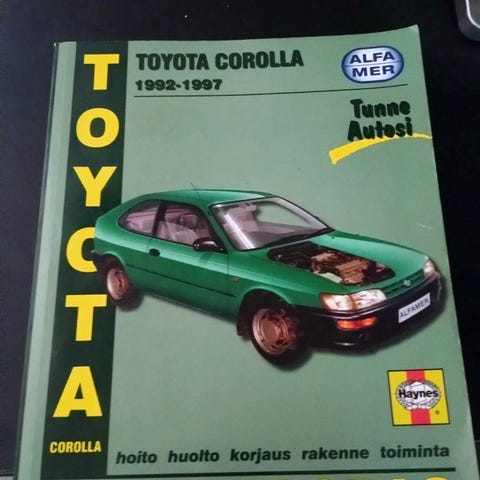 TOYOTA
COROLLA
TOYOTA COROLLA
1992-1997
ALFA
MER
Tunne
Autosi
ALFAMER
Haynes
hoito huolto korjaus rakenne toiminta